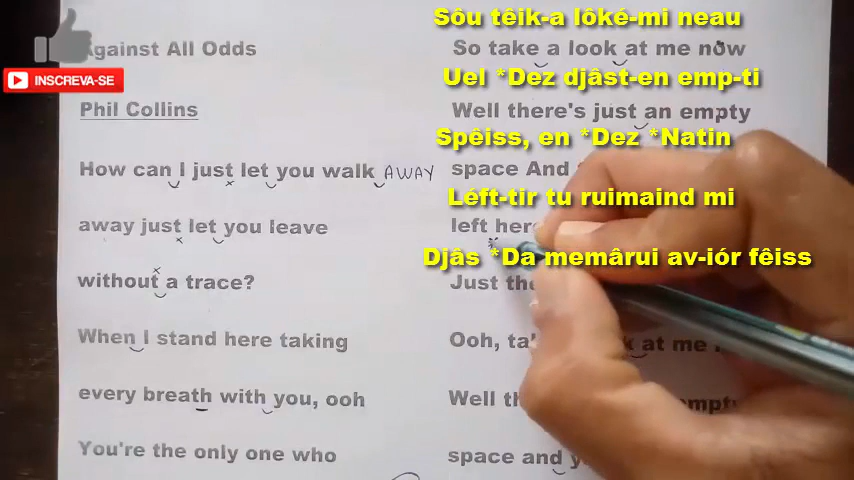 Against All Odds
INSCREVA-SE
Phil Collins
How can I just let you walk AWAY
away just let you leave
without a trace?
When I stand here taking
every breath with you, ooh
You're the only one who
Sôu têik-a lôké-mi neau
So take a look at me now
Uel *Dez djâst-en emp-ti
Well there's just an empty
Spêiss, en *Dez *Natin
space And
Léft-tir tu ruimaind mi
left here
Djâs *Da memârui av-iór fêiss
Just the
Ooh, at me
Well
space and